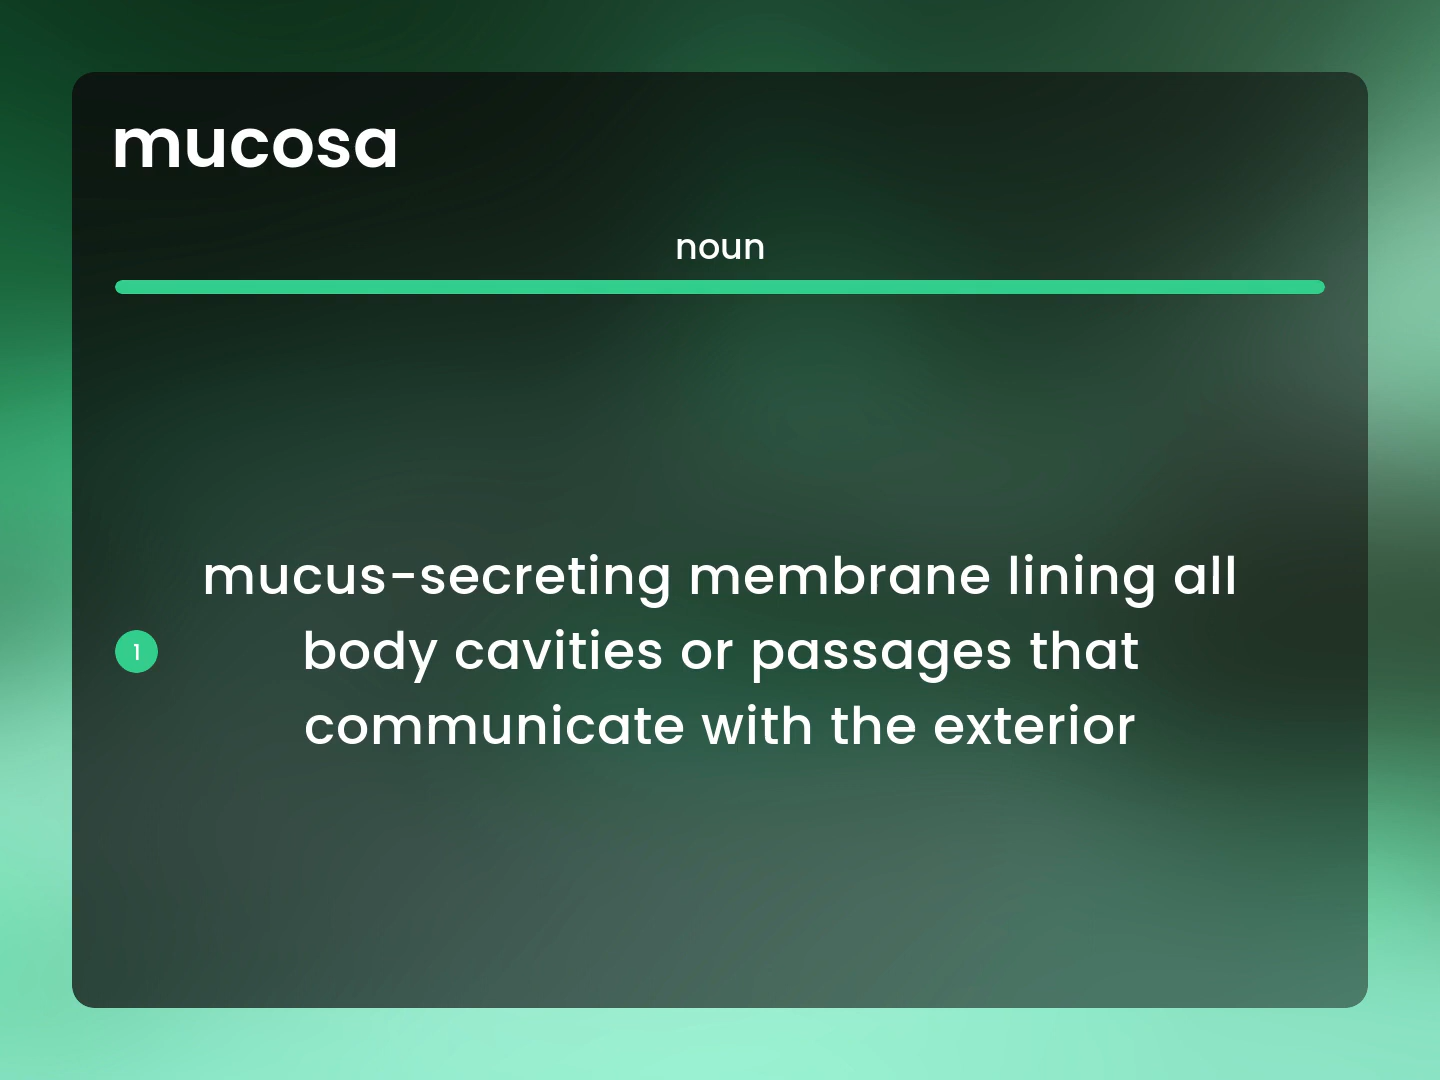 mucosa
noun
1
mucus-secreting membrane lining all
body cavities or passages that
communicate with the exterior